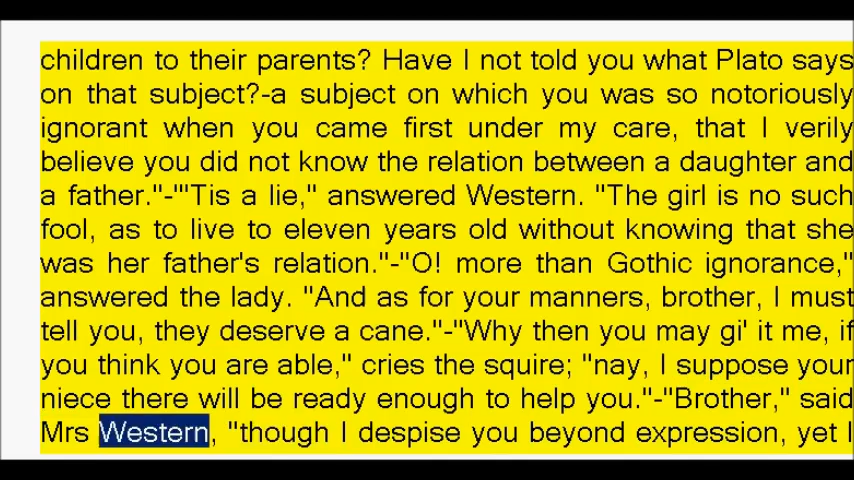 children to their parents? Have I not told you what Plato says
on that subject?-a subject on which you was so notoriously
ignorant when you came first under my care, that I verily
believe you did not know the relation between a daughter and
a father."-"'Tis a lie," answered Western. "The girl is no such
fool, as to live to eleven years old without knowing that she
was her father's relation."-"O! more than Gothic ignorance,"
answered the lady. "And as for your manners, brother, I must
tell you, they deserve a cane."-"Why then you may gi' it me, if
you think you are able," cries the squire; "nay, I suppose your
niece there will be ready enough to help you."-"Brother," said
Mrs Western, "though I despise you beyond expression, yet I